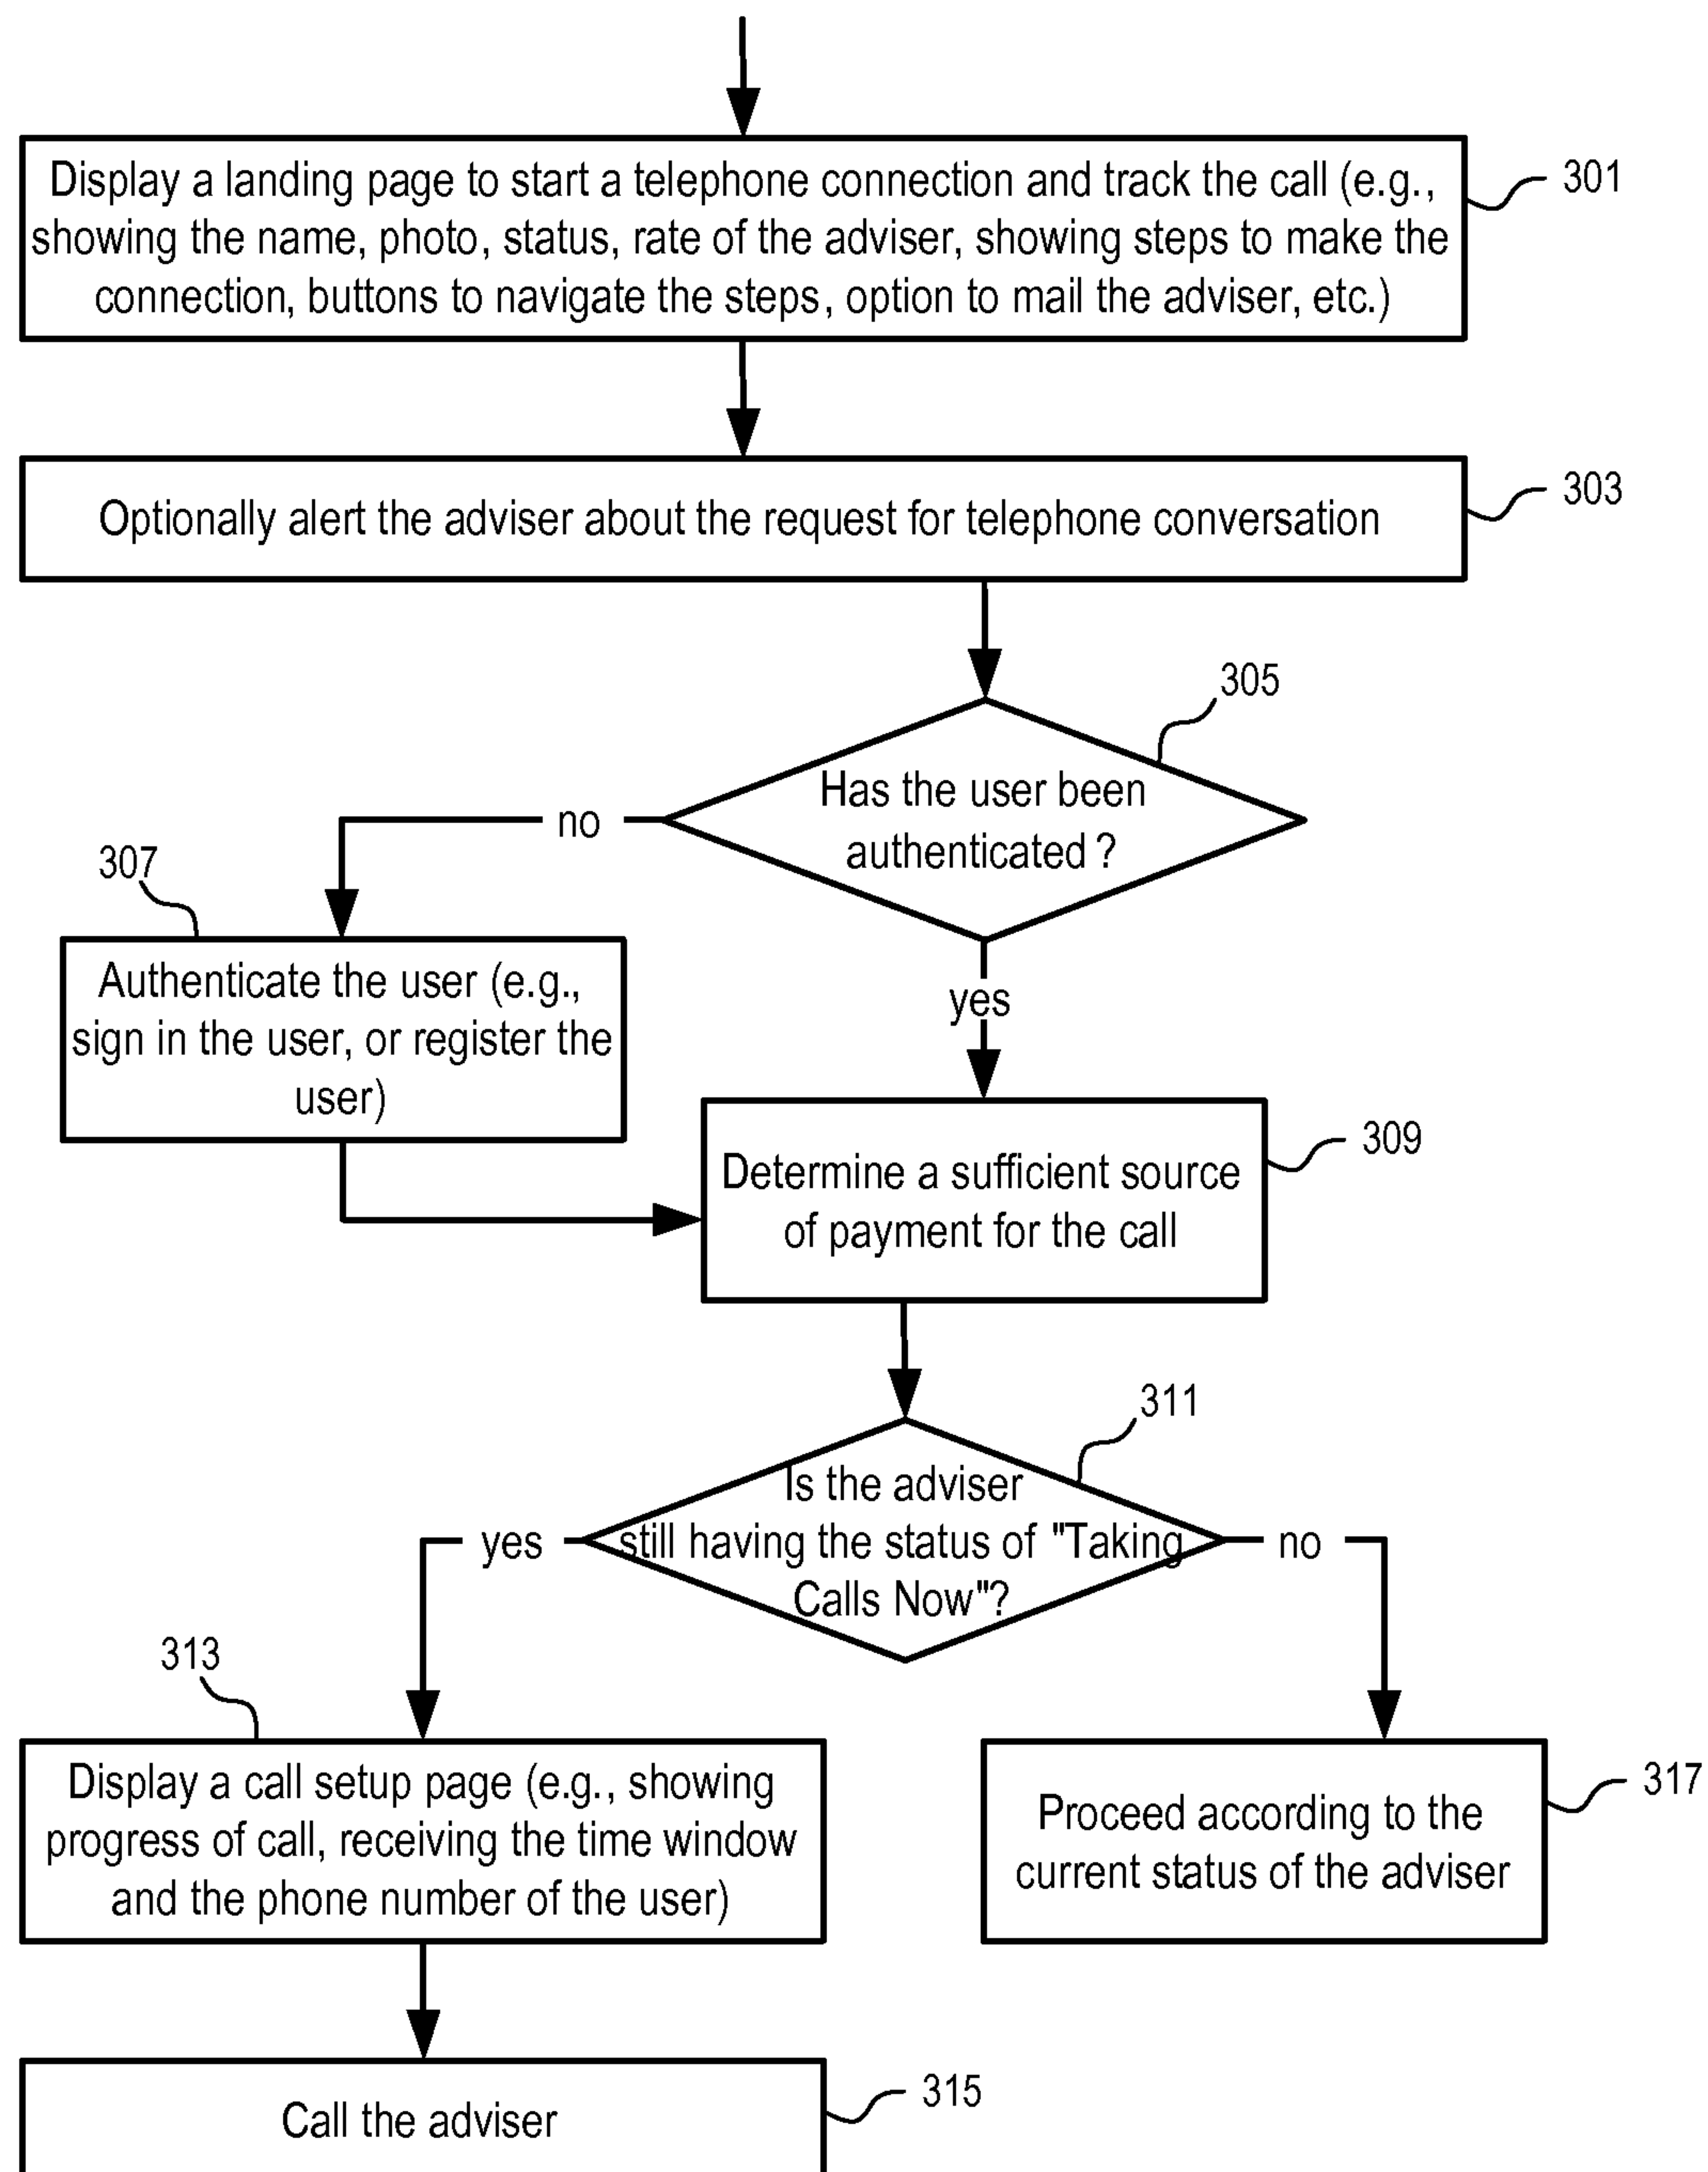 Display a landing page to start a telephone connection and track the call (e.g.,
showing the name, photo, status, rate of the adviser, showing steps to make the
connection, buttons to navigate the steps, option to mail the adviser, etc.)
301
Optionally alert the adviser about the request for telephone conversation
303
305
Has the user been
authenticated ?
no
307
Authenticate the user (e.g.,
sign in the user, or register the
user)
yes
309
Determine a sufficient source
of payment for the call
311
Is the adviser
still having the status of "Taking
Calls Now"?
yes
no
313
Display a call setup page (e.g., showing
progress of call, receiving the time window
and the phone number of the user)
317
Proceed according to the
current status of the adviser
315
Call the adviser